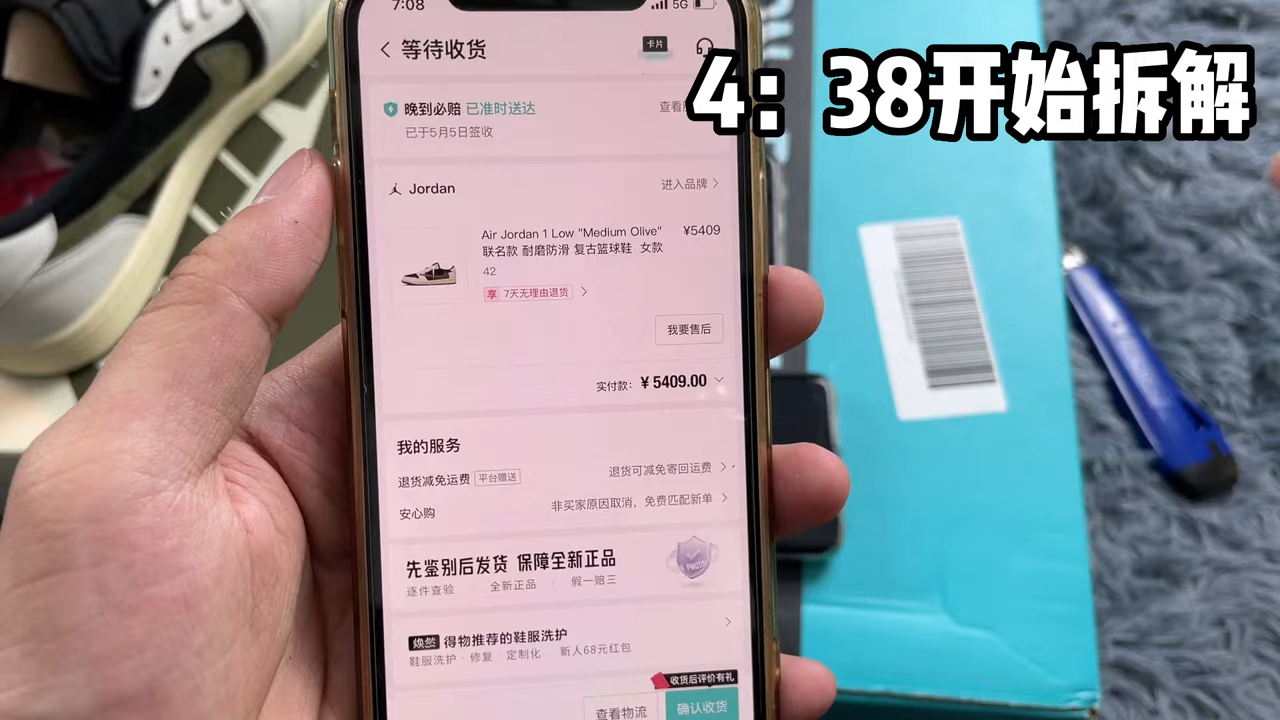 7:08
5G
等待收货
卡片
4：38开始拆解
晚到必赔 已准时送达
查看
已于5月5日签收
Jordan
进入品牌
Air Jordan 1 Low "Medium Olive"
¥5409
联名款 耐磨防滑 复古篮球鞋 女款
42
享 7天无理由退货
我要售后
实付款： ¥ 5409.00
我的服务
退货减免运费 平台赠送
退货可减免寄回运费
安心购
非买家原因取消，免费匹配新单
先鉴别后发货 保障全新正品
逐件查验 全新正品 假一赔三
焕然 得物推荐的鞋服洗护
鞋服洗护 · 修复 · 定制化 新人68元红包
收货后评价有礼
查看物流
确认收货